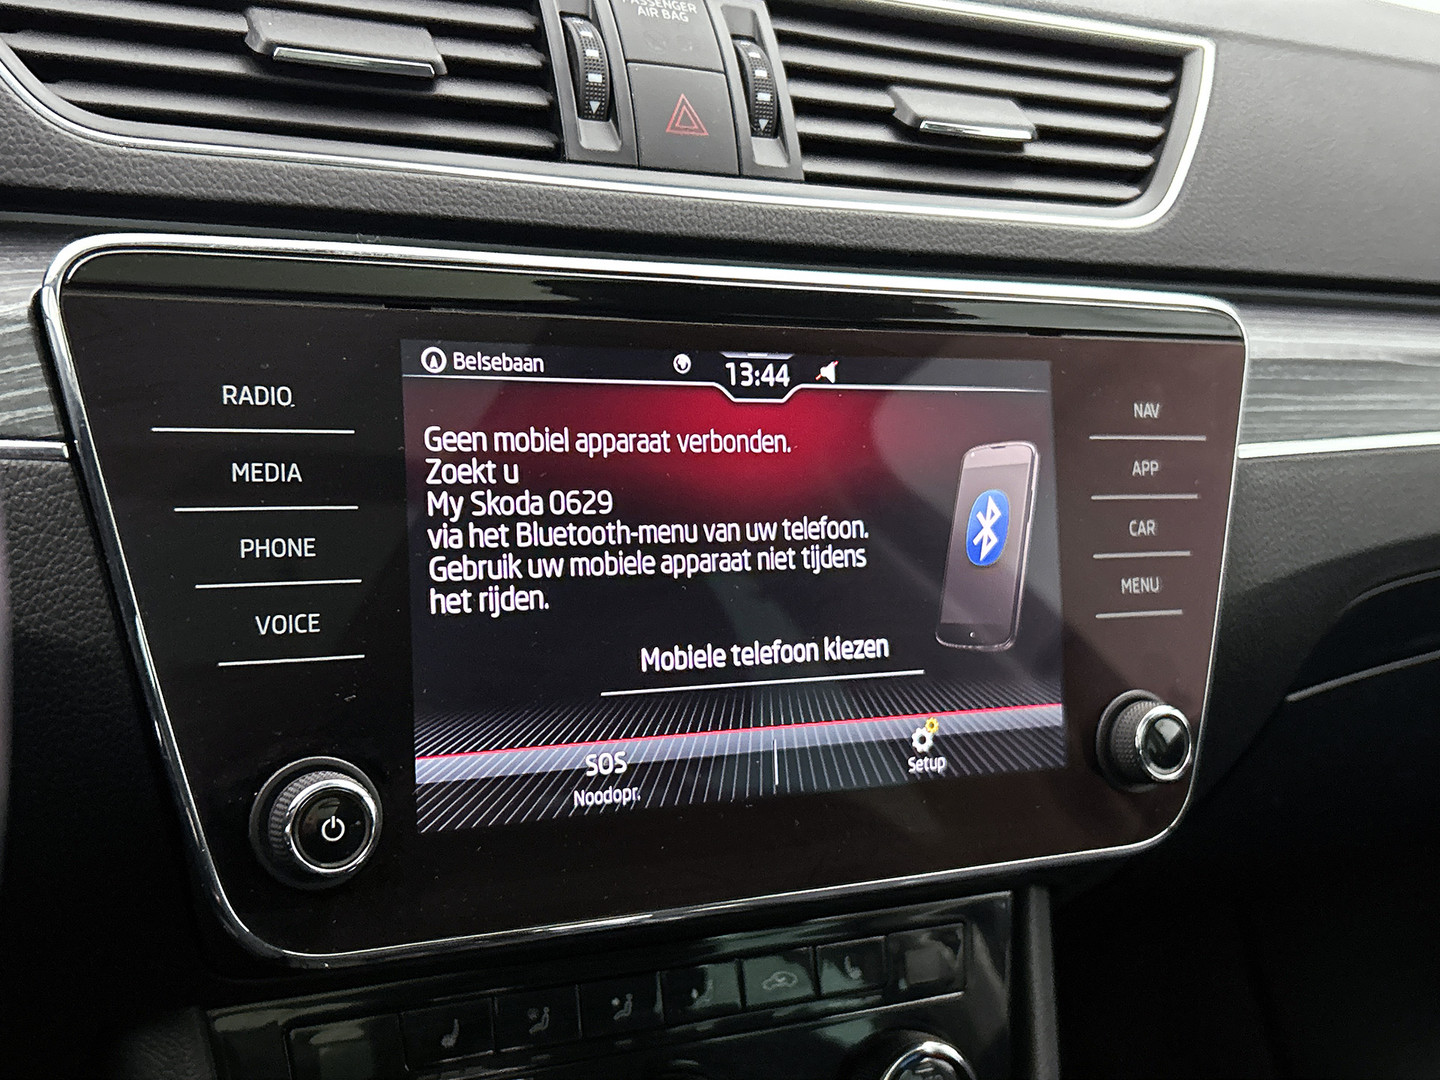 PASSENGER
AIR BAG
Belsebaan
13:44
RADIO
MEDIA
PHONE
VOICE
Geen mobiel apparaat verbonden.
Zoekt u
My Skoda 0629
via het Bluetooth-menu van uw telefoon.
Gebruik uw mobiele apparaat niet tijdens
het rijden.
Mobiele telefoon kiezen
SOS
Noodopr.
Setup
NAV
APP
CAR
MENU